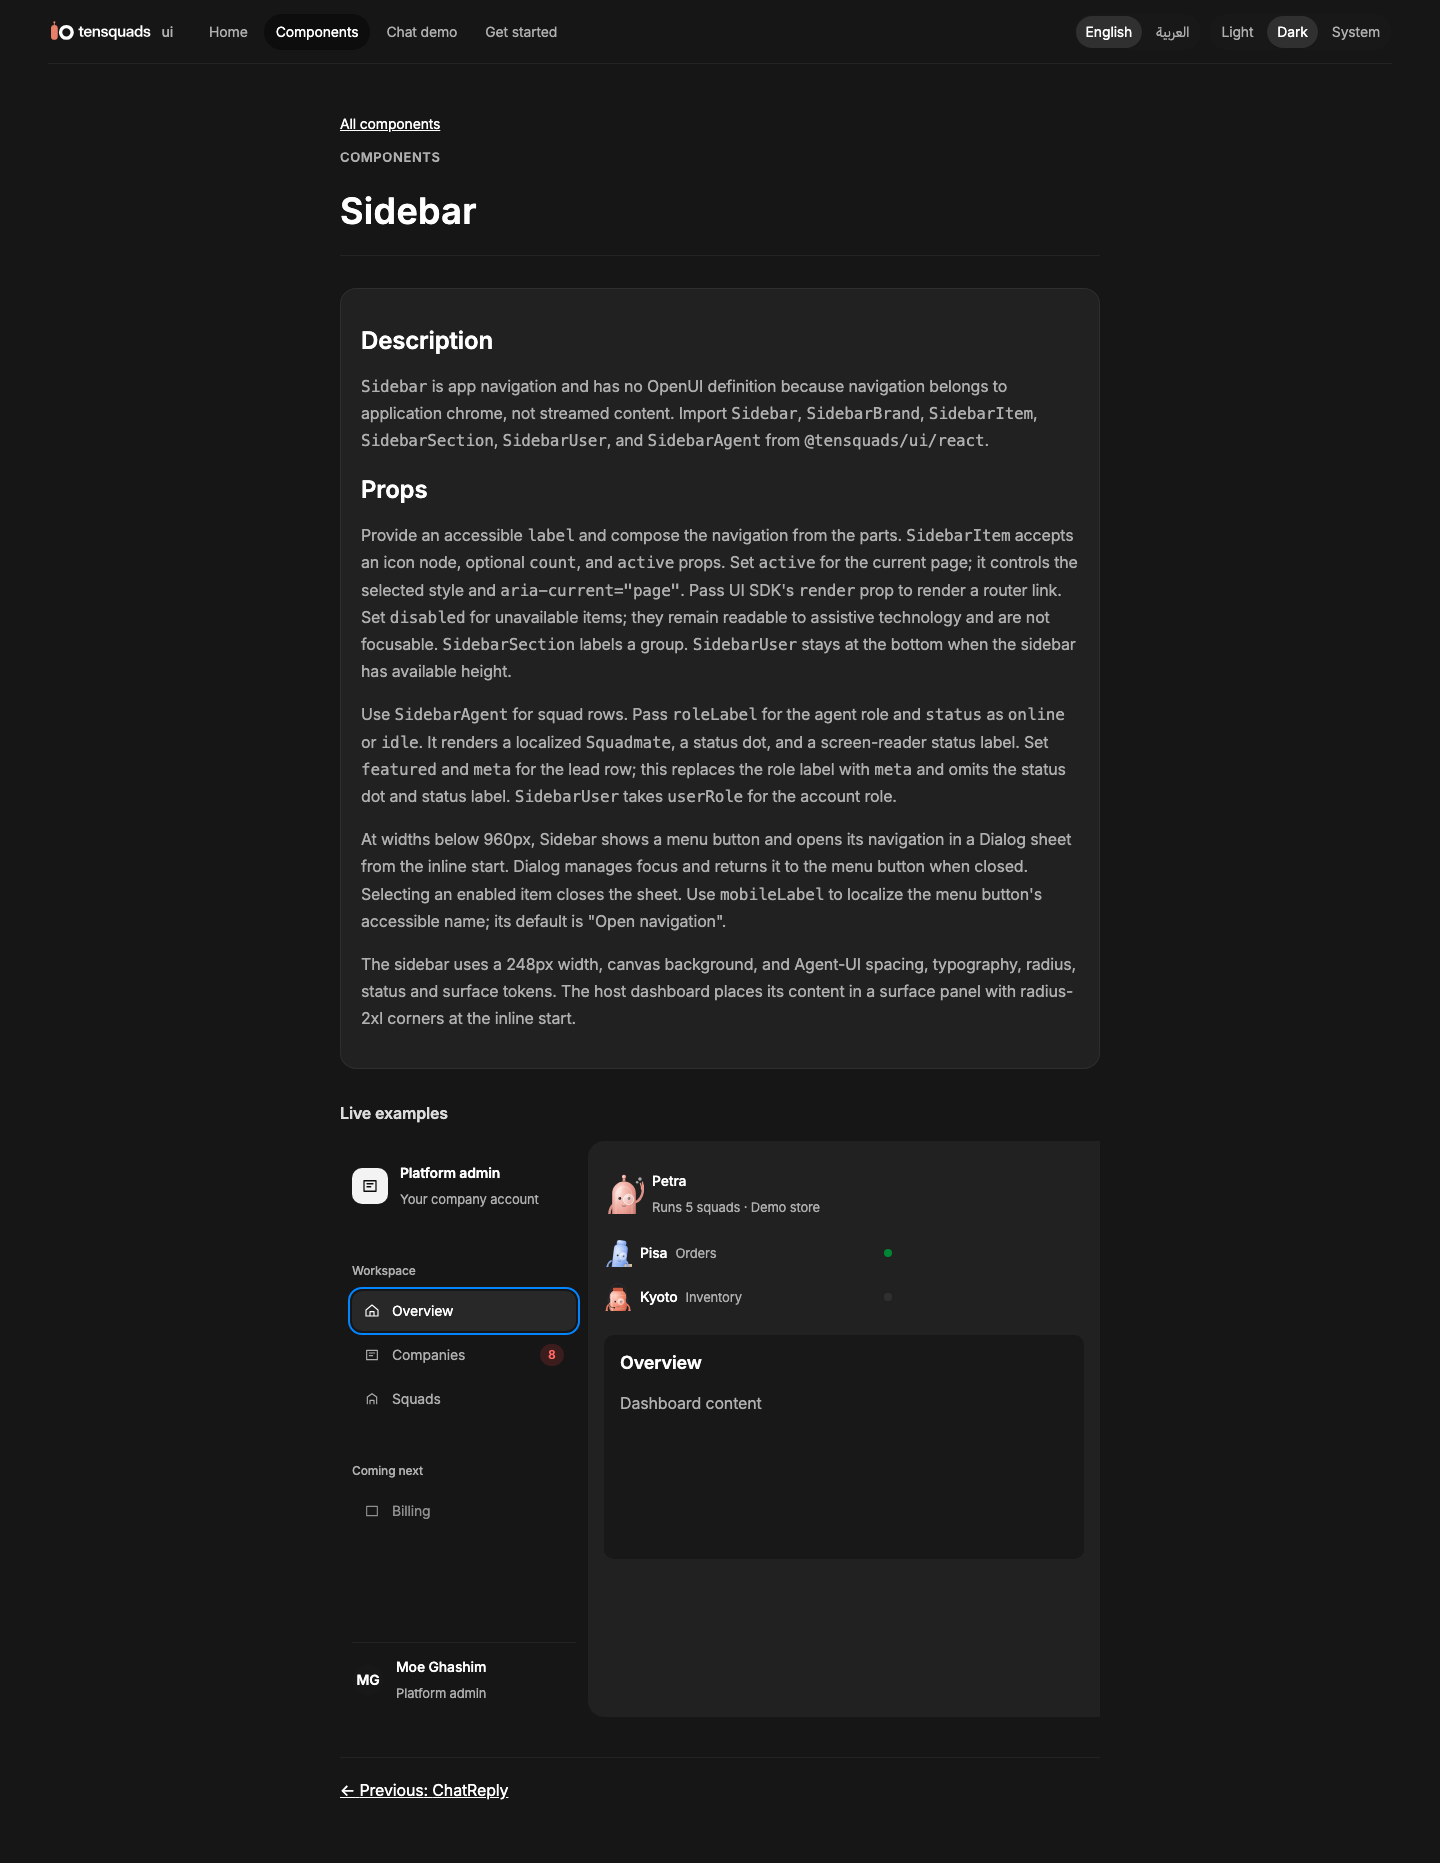 tensquads ui Home Components Chat demo Get started English العربية Light Dark System
All components
COMPONENTS
Sidebar
Description
Sidebar is app navigation and has no OpenUI definition because navigation belongs to
application chrome, not streamed content. Import Sidebar, SidebarBrand, SidebarItem,
SidebarSection, SidebarUser, and SidebarAgent from @tensquads/ui/react.
Props
Provide an accessible label and compose the navigation from the parts. SidebarItem accepts
an icon node, optional count, and active props. Set active for the current page; it controls the
selected style and aria-current="page". Pass UI SDK's render prop to render a router link.
Set disabled for unavailable items; they remain readable to assistive technology and are not
focusable. SidebarSection labels a group. SidebarUser stays at the bottom when the sidebar
has available height.
Use SidebarAgent for squad rows. Pass roleLabel for the agent role and status as online
or idle. It renders a localized Squadmate, a status dot, and a screen-reader status label. Set
featured and meta for the lead row; this replaces the role label with meta and omits the status
dot and status label. SidebarUser takes userRole for the account role.
At widths below 960px, Sidebar shows a menu button and opens its navigation in a Dialog sheet
from the inline start. Dialog manages focus and returns it to the menu button when closed.
Selecting an enabled item closes the sheet. Use mobileLabel to localize the menu button's
accessible name; its default is "Open navigation".
The sidebar uses a 248px width, canvas background, and Agent-UI spacing, typography, radius,
status and surface tokens. The host dashboard places its content in a surface panel with radius-
2xl corners at the inline start.
Live examples
Platform admin
Your company account
Workspace
Overview
Companies 8
Squads
Coming next
Billing
MG
Moe Ghashim
Platform admin
Petra
Runs 5 squads · Demo store
Pisa Orders
Kyoto Inventory
Overview
Dashboard content
← Previous: ChatReply